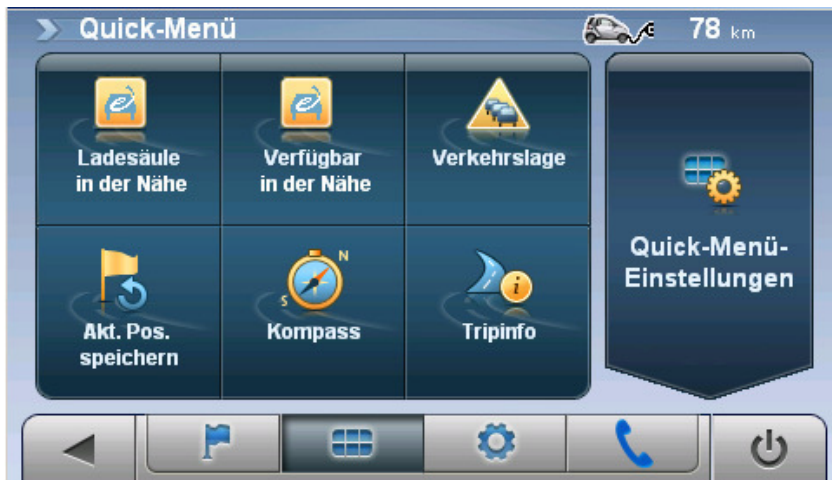 Quick-Menü
78 km
Ladesäule
in der Nähe
Verfügbar
in der Nähe
Verkehrslage
Quick-Menü-
Einstellungen
Akt. Pos.
speichern
N
S
Kompass
i
Tripinfo